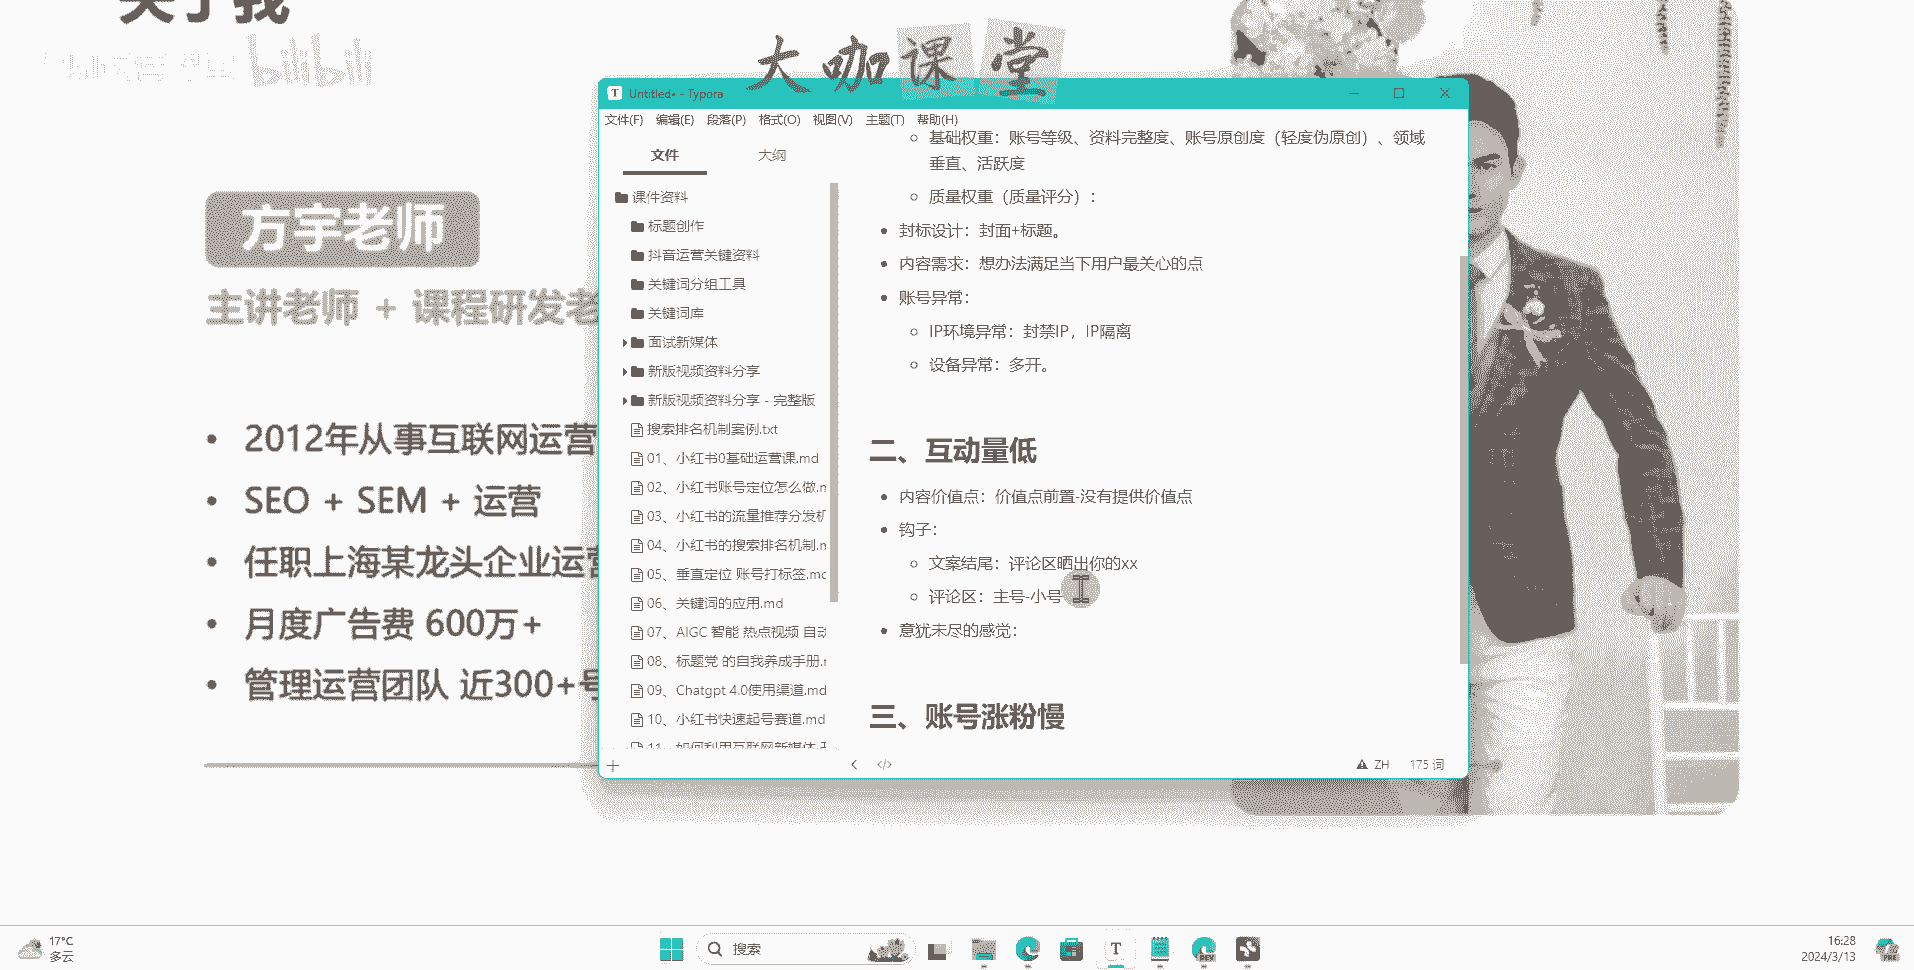 关于我
bilibili
大咖课堂
方宇老师
主讲老师 + 课程研发老
2012年从事互联网运营
SEO + SEM + 运营
任职上海某龙头企业运营
月度广告费 600万+
管理运营团队 近300+号
Untitled• - Typora
文件(F) 编辑(E) 段落(P) 格式(O) 视图(V) 主题(T) 帮助(H)
文件 大纲
课件资料
标题创作
抖音运营关键资料
关键词分组工具
关键词库
面试新媒体
新版视频资料分享
新版视频资料分享 - 完整版
搜索排名机制案例.txt
01、小红书0基础运营课.md
02、小红书账号定位怎么做.m
03、小红书的流量推荐分发机
04、小红书的搜索排名机制.m
05、垂直定位 账号打标签.md
06、关键词的应用.md
07、AIGC 智能 热点视频 自动
08、标题党 的自我养成手册.m
09、Chatgpt 4.0使用渠道.md
10、小红书快速起号赛道.md
11、如何利用互联网新媒体
基础权重：账号等级、资料完整度、账号原创度（轻度伪原创）、领域
垂直、活跃度
质量权重（质量评分）：
封标设计：封面+标题。
内容需求：想办法满足当下用户最关心的点
账号异常：
IP环境异常：封禁IP，IP隔离
设备异常：多开。
二、互动量低
内容价值点：价值点前置-没有提供价值点
钩子：
文案结尾：评论区晒出你的xx
评论区：主号-小号
意犹未尽的感觉：
三、账号涨粉慢
ZH 175 词
17°C
多云
搜索
16:28
2024/3/13